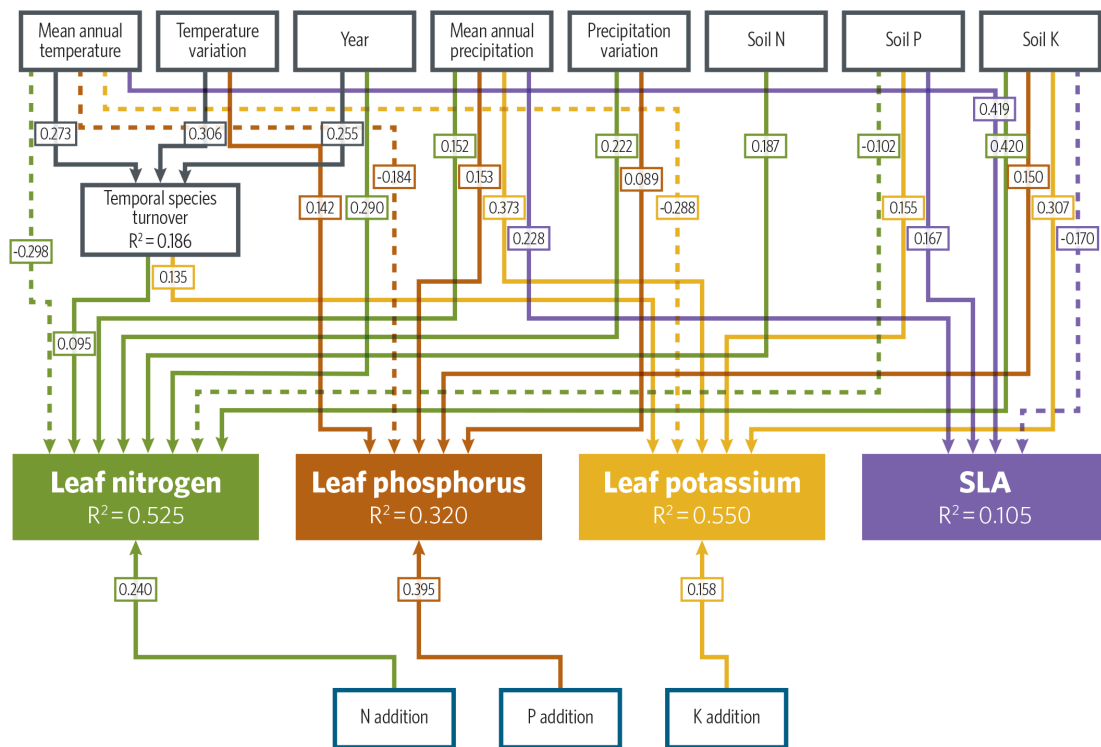 Mean annual
temperature
Temperature
variation
Year
Mean annual
precipitation
Precipitation
variation
Soil N
Soil P
Soil K
0.419
0.273
0.306
0.255
0.152
0.153
0.222
0.089
0.187
-0.102
0.420
0.150
-0.184
Temporal species
turnover
R² = 0.186
0.142
0.290
0.373
-0.288
0.155
0.307
0.228
0.167
-0.170
-0.298
0.135
0.095
Leaf nitrogen
R² = 0.525
Leaf phosphorus
R² = 0.320
Leaf potassium
R² = 0.550
SLA
R² = 0.105
0.240
0.395
0.158
N addition
P addition
K addition